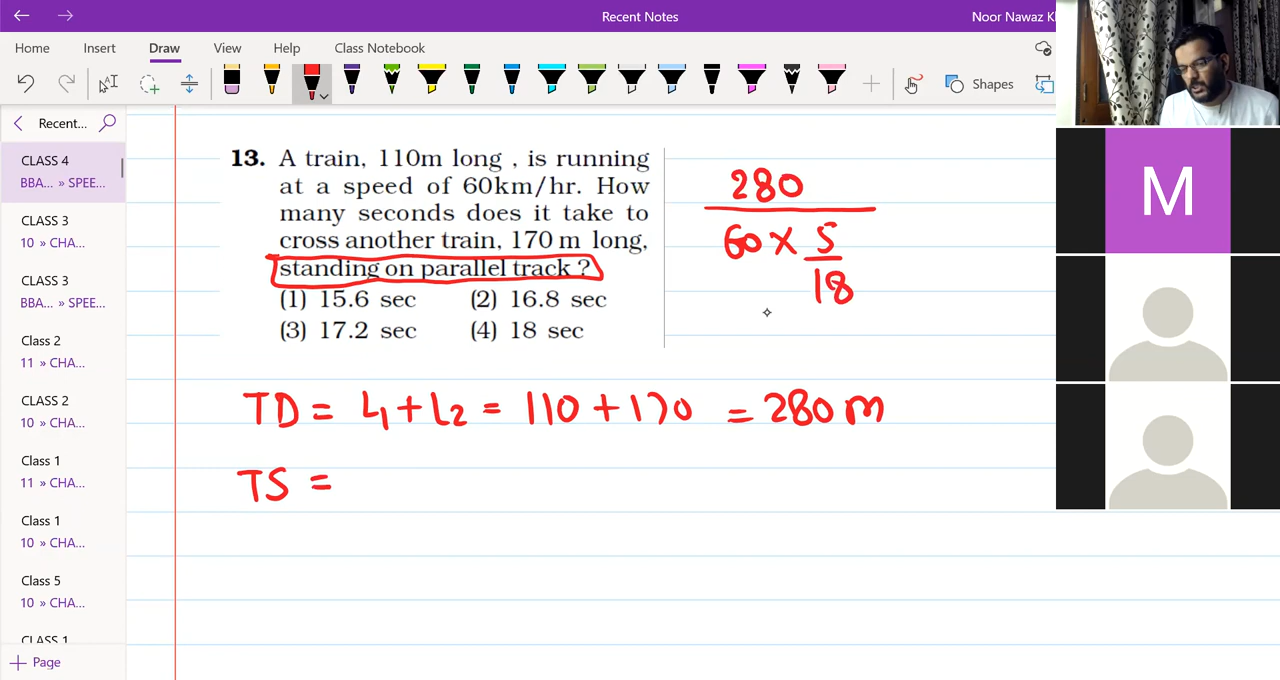 Recent Notes
Noor Nawaz Kh
Home Insert Draw View Help Class Notebook
Shapes
Recent...
CLASS 4
BBA... » SPEE...
CLASS 3
10 » CHA...
CLASS 3
BBA... » SPEE...
Class 2
11 » CHA...
CLASS 2
10 » CHA...
Class 1
11 » CHA...
Class 1
10 » CHA...
Class 5
10 » CHA...
CLASS 1
+ Page
13. A train, 110m long , is running
at a speed of 60km/hr. How
many seconds does it take to
cross another train, 170 m long,
standing on parallel track ?
(1) 15.6 sec (2) 16.8 sec
(3) 17.2 sec (4) 18 sec
280
60 × 5
18
TD = L1 + L2 = 110 + 170 = 280 m
TS =
M